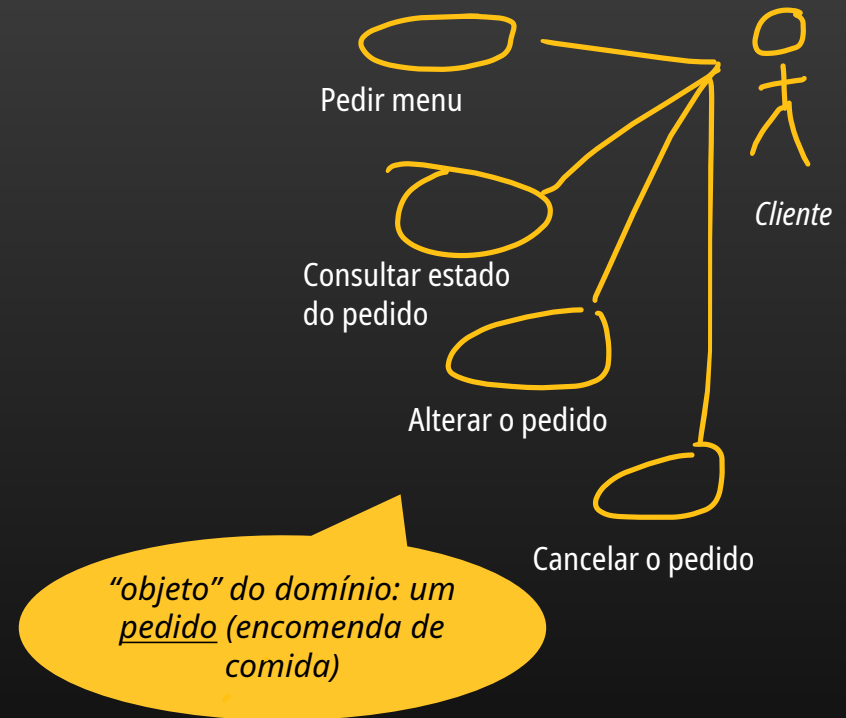 Pedir menu
Cliente
Consultar estado
do pedido
Alterar o pedido
Cancelar o pedido
“objeto” do domínio: um
pedido (encomenda de
comida)